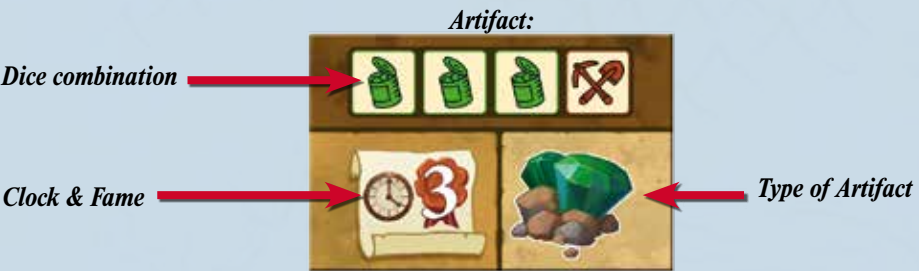 Artifact:
Dice combination
Clock & Fame
3
Type of Artifact